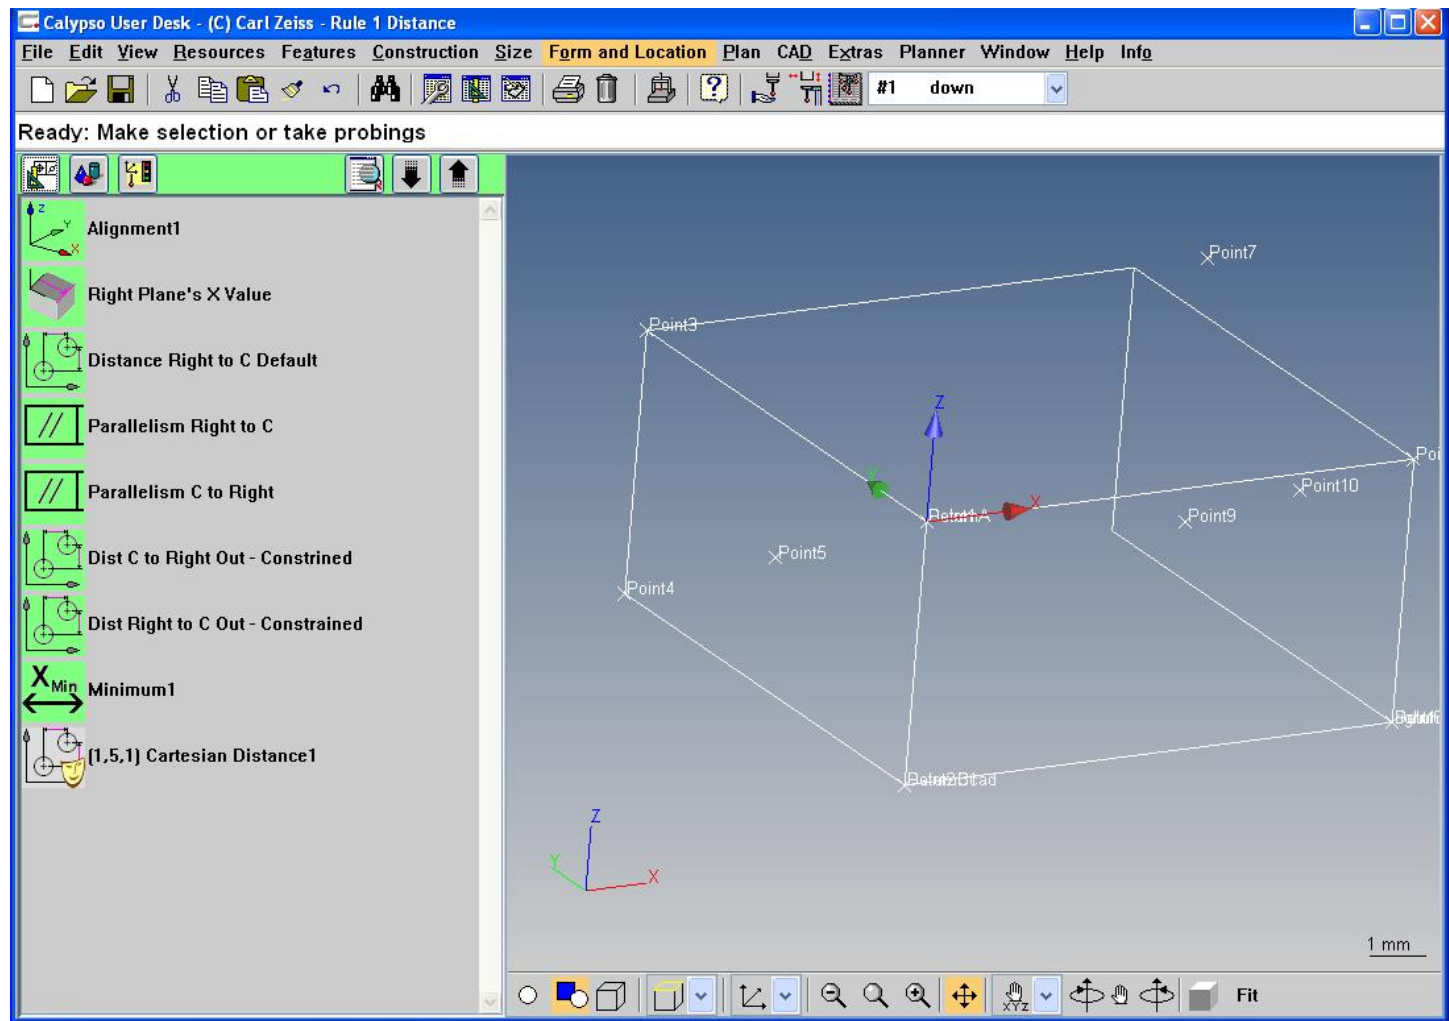 Calypso User Desk - (C) Carl Zeiss - Rule 1 Distance
File Edit View Resources Features Construction Size Form and Location Plan CAD Extras Planner Window Help Info
#1 down
Ready: Make selection or take probings
Z
Y
X
Alignment1
Right Plane's X Value
Distance Right to C Default
Parallelism Right to C
Parallelism C to Right
Dist C to Right Out - Constrined
Dist Right to C Out - Constrained
X Min
Minimum1
(1,5,1) Cartesian Distance1
Point7
Point3
Z
Poi
Y
Point10
X
Point9
Point5
Point4
Z
Y
X
1 mm
XYZ
Fit